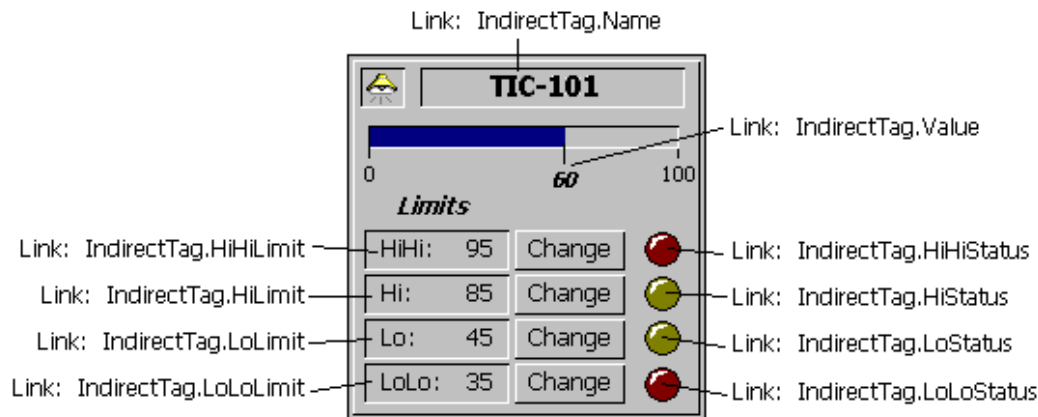 Link: IndirectTag.Name
TIC-101
Link: IndirectTag.Value
0 60 100
Limits
Link: IndirectTag.HiHiLimit HiHi: 95 Change Link: IndirectTag.HiHiStatus
Link: IndirectTag.HiLimit Hi: 85 Change Link: IndirectTag.HiStatus
Link: IndirectTag.LoLimit Lo: 45 Change Link: IndirectTag.LoStatus
Link: IndirectTag.LoLoLimit LoLo: 35 Change Link: IndirectTag.LoLoStatus